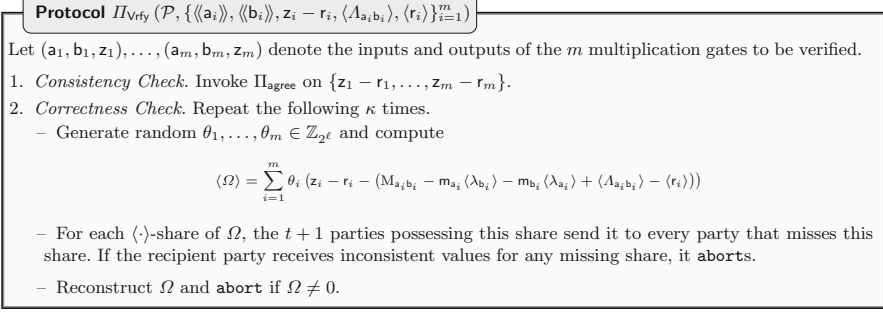 Protocol Π_Vrfy (𝒫, {⟪a_i⟫, ⟪b_i⟫, z_i − r_i, ⟨Λ_{a_i b_i}⟩, ⟨r_i⟩}_{i=1}^m)
Let (a_1, b_1, z_1), . . . , (a_m, b_m, z_m) denote the inputs and outputs of the m multiplication gates to be verified.
1. Consistency Check. Invoke Π_agree on {z_1 − r_1, . . . , z_m − r_m}.
2. Correctness Check. Repeat the following κ times.
– Generate random θ_1, . . . , θ_m ∈ ℤ_{2^ℓ} and compute
⟨Ω⟩ = ∑_{i=1}^m θ_i (z_i − r_i − (M_{a_i b_i} − m_{a_i} ⟨λ_{b_i}⟩ − m_{b_i} ⟨λ_{a_i}⟩ + ⟨Λ_{a_i b_i}⟩ − ⟨r_i⟩))
– For each ⟨·⟩-share of Ω, the t + 1 parties possessing this share send it to every party that misses this
share. If the recipient party receives inconsistent values for any missing share, it aborts.
– Reconstruct Ω and abort if Ω ≠ 0.